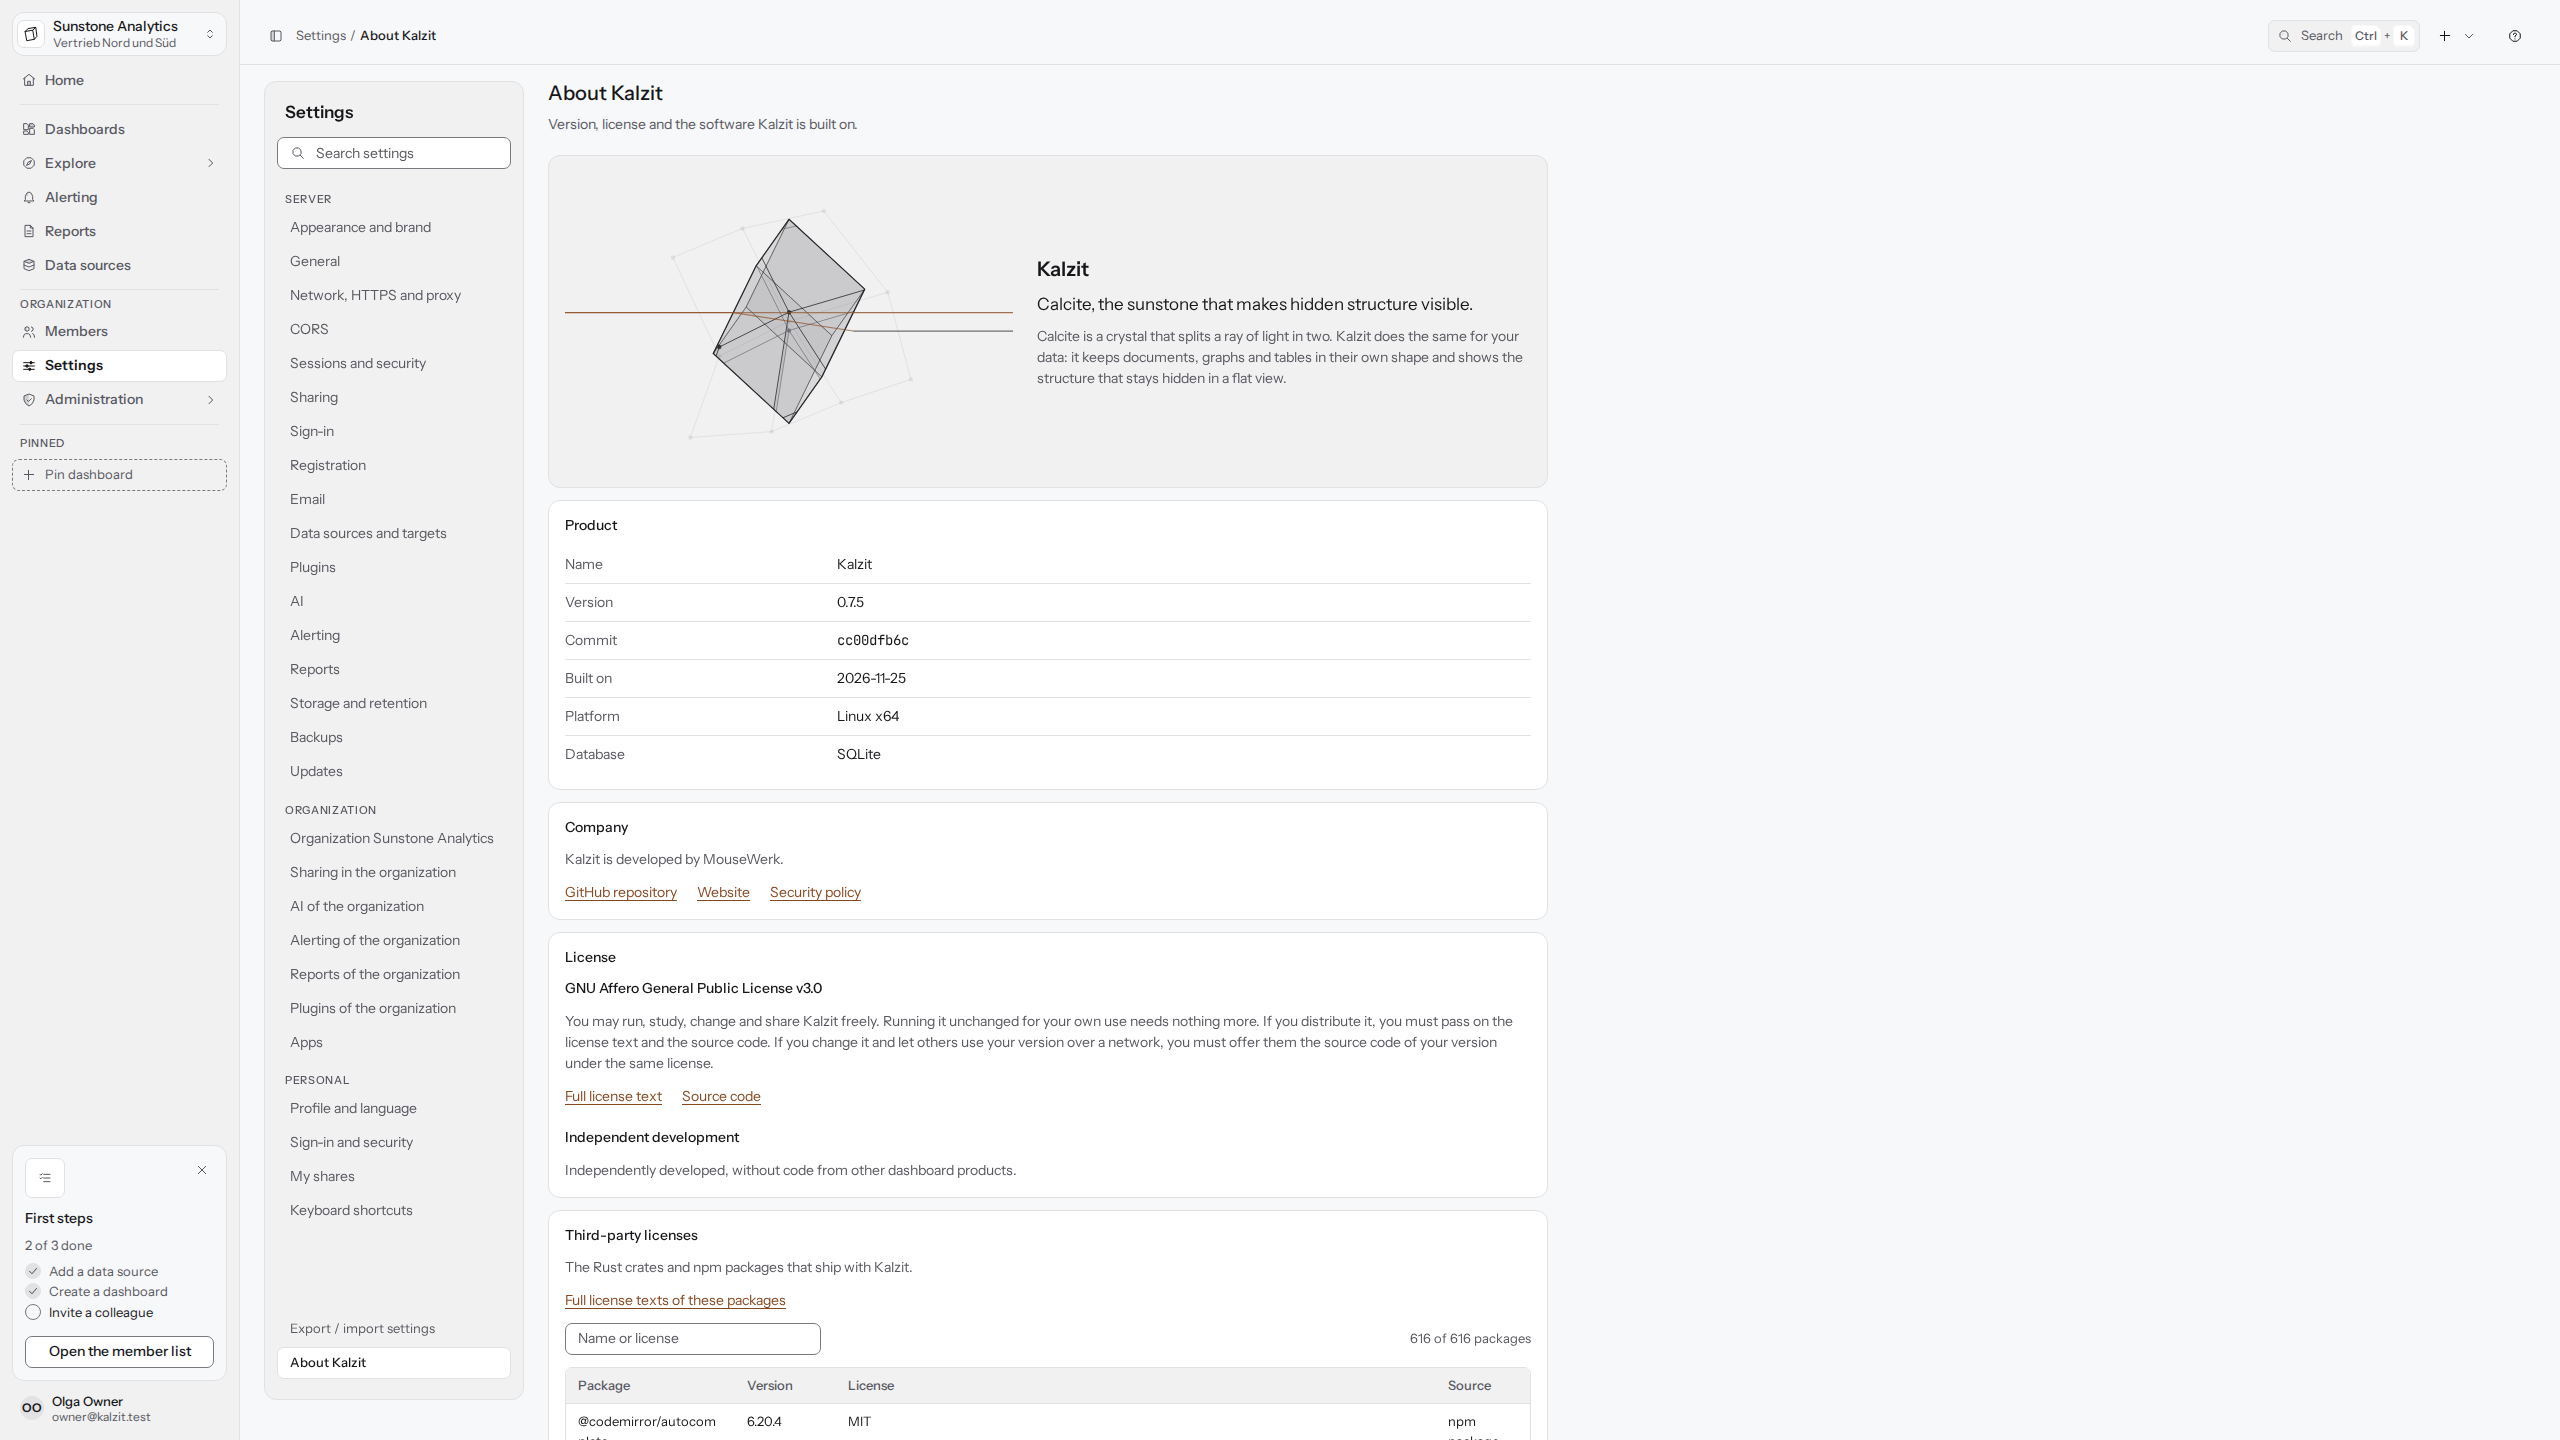 Sunstone Analytics
Vertrieb Nord und Süd
Home
Dashboards
Explore
Alerting
Reports
Data sources
ORGANIZATION
Members
Settings
Administration
PINNED
Pin dashboard
First steps
2 of 3 done
Add a data source
Create a dashboard
Invite a colleague
Open the member list
OO
Olga Owner
owner@kalzit.test
Settings / About Kalzit
Search Ctrl + K
Settings
Search settings
SERVER
Appearance and brand
General
Network, HTTPS and proxy
CORS
Sessions and security
Sharing
Sign-in
Registration
Email
Data sources and targets
Plugins
AI
Alerting
Reports
Storage and retention
Backups
Updates
ORGANIZATION
Organization Sunstone Analytics
Sharing in the organization
AI of the organization
Alerting of the organization
Reports of the organization
Plugins of the organization
Apps
PERSONAL
Profile and language
Sign-in and security
My shares
Keyboard shortcuts
Export / import settings
About Kalzit
About Kalzit
Version, license and the software Kalzit is built on.
Kalzit
Calcite, the sunstone that makes hidden structure visible.
Calcite is a crystal that splits a ray of light in two. Kalzit does the same for your
data: it keeps documents, graphs and tables in their own shape and shows the
structure that stays hidden in a flat view.
Product
Name Kalzit
Version 0.7.5
Commit cc00dfb6c
Built on 2026-11-25
Platform Linux x64
Database SQLite
Company
Kalzit is developed by MouseWerk.
GitHub repository Website Security policy
License
GNU Affero General Public License v3.0
You may run, study, change and share Kalzit freely. Running it unchanged for your own use needs nothing more. If you distribute it, you must pass on the
license text and the source code. If you change it and let others use your version over a network, you must offer them the source code of your version
under the same license.
Full license text Source code
Independent development
Independently developed, without code from other dashboard products.
Third-party licenses
The Rust crates and npm packages that ship with Kalzit.
Full license texts of these packages
Name or license
616 of 616 packages
Package Version License Source
@codemirror/autocom 6.20.4 MIT npm